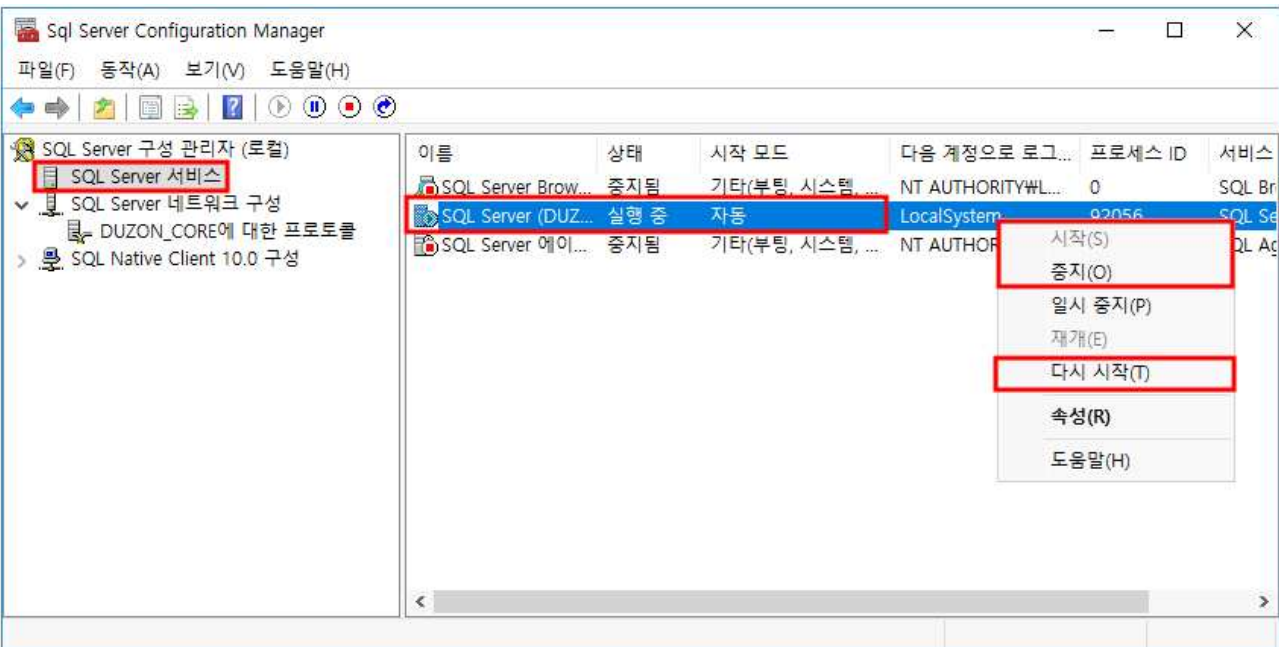 Sql Server Configuration Manager
파일(F) 동작(A) 보기(V) 도움말(H)
SQL Server 구성 관리자 (로컬)
SQL Server 서비스
SQL Server 네트워크 구성
DUZON_CORE에 대한 프로토콜
SQL Native Client 10.0 구성
이름 상태 시작 모드 다음 계정으로 로그... 프로세스 ID 서비스
SQL Server Brow... 중지됨 기타(부팅, 시스템, ... NT AUTHORITY₩L... 0 SQL Br
SQL Server (DUZ... 실행 중 자동 LocalSystem 92056 SQL Se
SQL Server 에이... 중지됨 기타(부팅, 시스템, ... NT AUTHOR QL Ag
시작(S)
중지(O)
일시 중지(P)
재개(E)
다시 시작(T)
속성(R)
도움말(H)